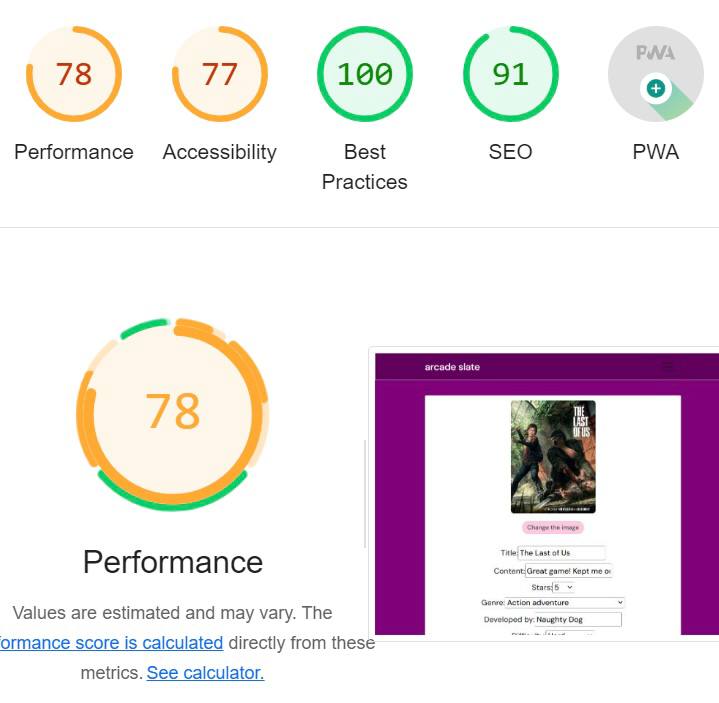 78
77
100
91
PWA
Performance
Accessibility
Best
Practices
SEO
PWA
78
Performance
Values are estimated and may vary. The
formance score is calculated directly from these
metrics. See calculator.
arcade slate
THE
LAST
OF US
Change the image
Title: The Last of Us
Content: Great game! Kept me
Stars: 5
Genre: Action adventure
Developed by: Naughty Dog